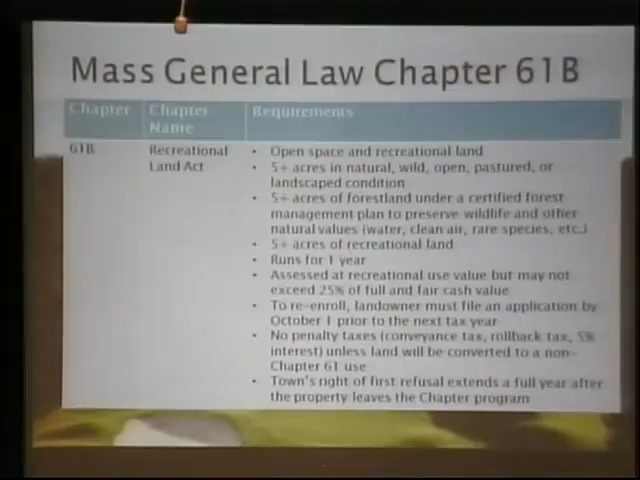 Mass General Law Chapter 61B
Chapter
Chapter
Name
Requirements
61B
Recreational
Land Act
• Open space and recreational land
• 5+ acres in natural, wild, open, pastured, or
landscaped condition
• 5+ acres of forestland under a certified forest
management plan to preserve wildlife and other
natural values (water, clean air, rare species, etc.)
• 5+ acres of recreational land
• Runs for 1 year
• Assessed at recreational use value but may not
exceed 25% of full and fair cash value
• To re-enroll, landowner must file an application by
October 1 prior to the next tax year
• No penalty taxes (conveyance tax, rollback tax, 5%
interest) unless land will be converted to a non-
Chapter 61 use
• Town's right of first refusal extends a full year after
the property leaves the Chapter program